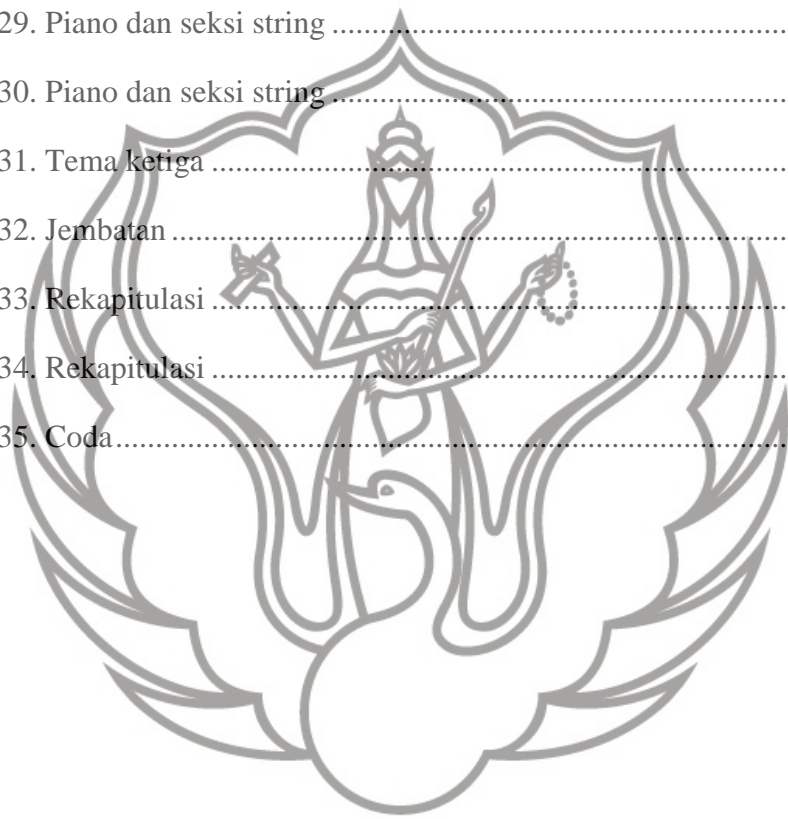 29. Piano dan seksi string ........................................................
30. Piano dan seksi string ........................................................
31. Tema ketiga ........................................................................
32. Jembatan .............................................................................
33. Rekapitulasi ........................................................................
34. Rekapitulasi ........................................................................
35. Coda.....................................................................................